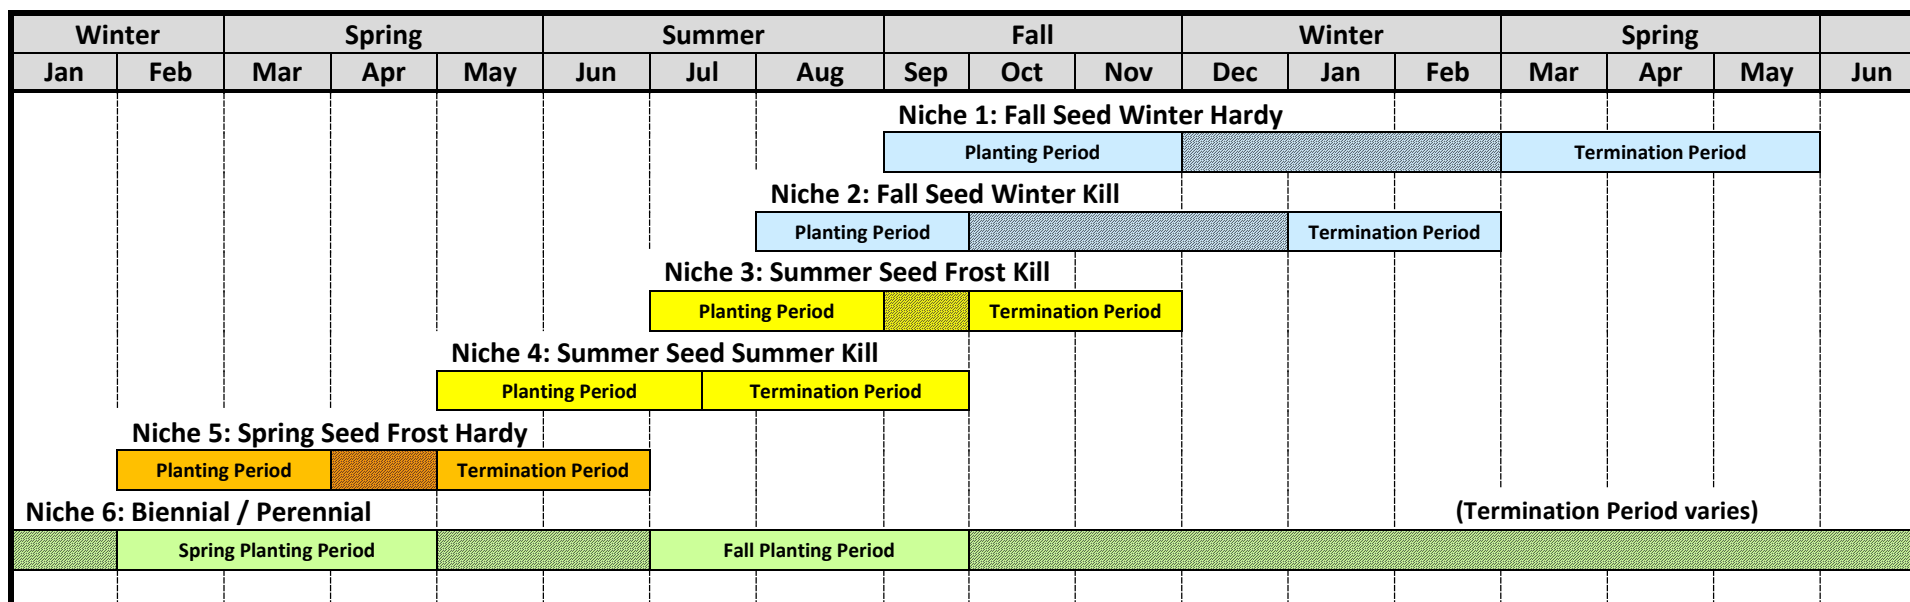 Winter Spring Summer Fall Winter Spring
Jan Feb Mar Apr May Jun Jul Aug Sep Oct Nov Dec Jan Feb Mar Apr May Jun
Niche 1: Fall Seed Winter Hardy
Planting Period Termination Period
Niche 2: Fall Seed Winter Kill
Planting Period Termination Period
Niche 3: Summer Seed Frost Kill
Planting Period Termination Period
Niche 4: Summer Seed Summer Kill
Planting Period Termination Period
Niche 5: Spring Seed Frost Hardy
Planting Period Termination Period
Niche 6: Biennial / Perennial (Termination Period varies)
Spring Planting Period Fall Planting Period